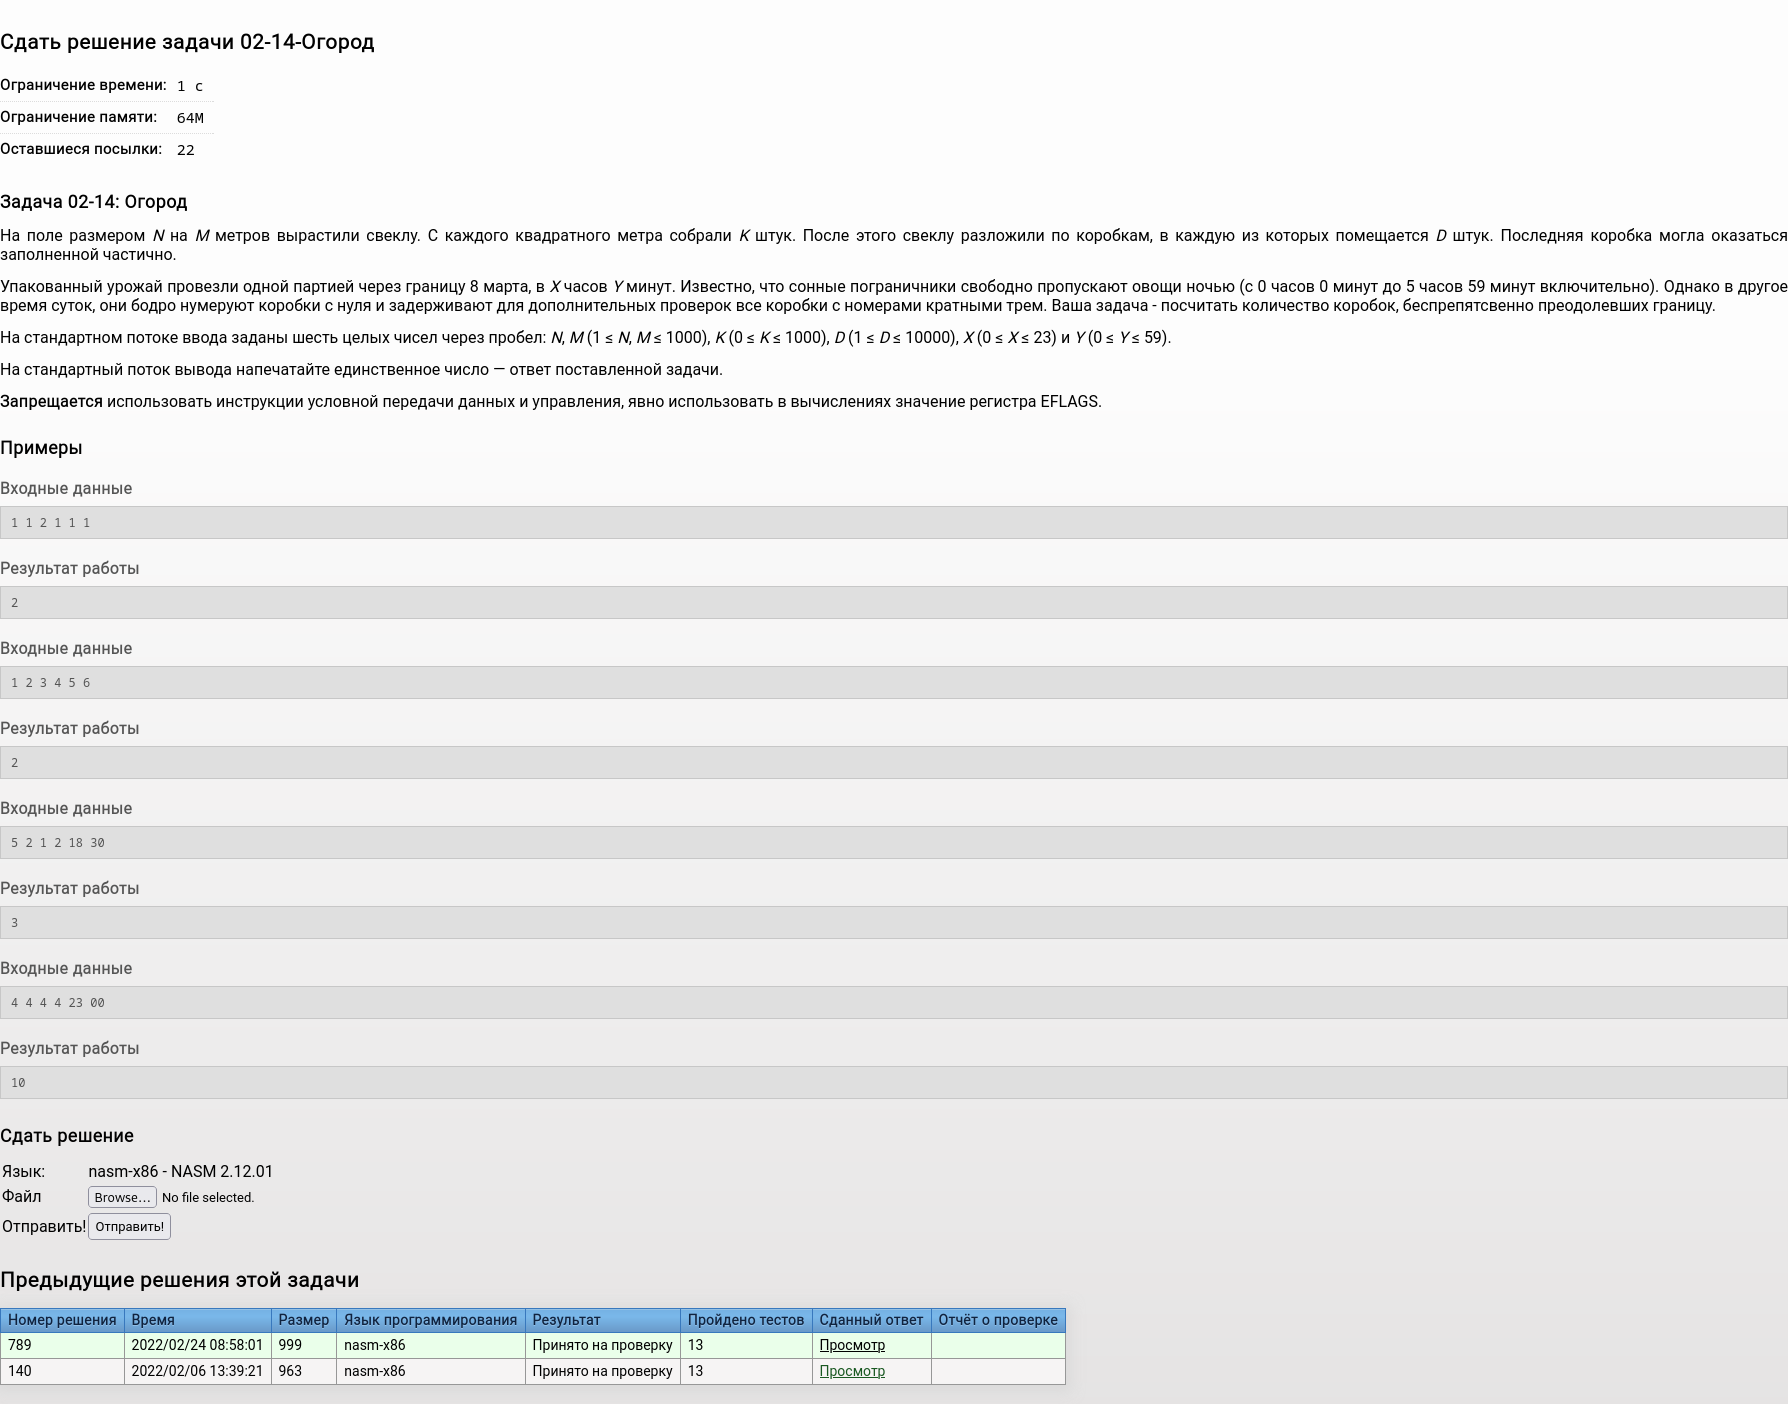 Сдать решение задачи 02-14-Огород
Ограничение времени: 1 с
Ограничение памяти: 64M
Оставшиеся посылки: 22
Задача 02-14: Огород
На поле размером N на M метров вырастили свеклу. С каждого квадратного метра собрали K штук. После этого свеклу разложили по коробкам, в каждую из которых помещается D штук. Последняя коробка могла оказаться
заполненной частично.
Упакованный урожай провезли одной партией через границу 8 марта, в X часов Y минут. Известно, что сонные пограничники свободно пропускают овощи ночью (с 0 часов 0 минут до 5 часов 59 минут включительно). Однако в другое
время суток, они бодро нумеруют коробки с нуля и задерживают для дополнительных проверок все коробки с номерами кратными трем. Ваша задача - посчитать количество коробок, беспрепятсвенно преодолевших границу.
На стандартном потоке ввода заданы шесть целых чисел через пробел: N, M (1 ≤ N, M ≤ 1000), K (0 ≤ K ≤ 1000), D (1 ≤ D ≤ 10000), X (0 ≤ X ≤ 23) и Y (0 ≤ Y ≤ 59).
На стандартный поток вывода напечатайте единственное число — ответ поставленной задачи.
Запрещается использовать инструкции условной передачи данных и управления, явно использовать в вычислениях значение регистра EFLAGS.
Примеры
Входные данные
1 1 2 1 1 1
Результат работы
2
Входные данные
1 2 3 4 5 6
Результат работы
2
Входные данные
5 2 1 2 18 30
Результат работы
3
Входные данные
4 4 4 4 23 00
Результат работы
10
Сдать решение
Язык: nasm-x86 - NASM 2.12.01
Файл Browse... No file selected.
Отправить! Отправить!
Предыдущие решения этой задачи
Номер решения Время Размер Язык программирования Результат Пройдено тестов Сданный ответ Отчёт о проверке
789 2022/02/24 08:58:01 999 nasm-x86 Принято на проверку 13 Просмотр
140 2022/02/06 13:39:21 963 nasm-x86 Принято на проверку 13 Просмотр